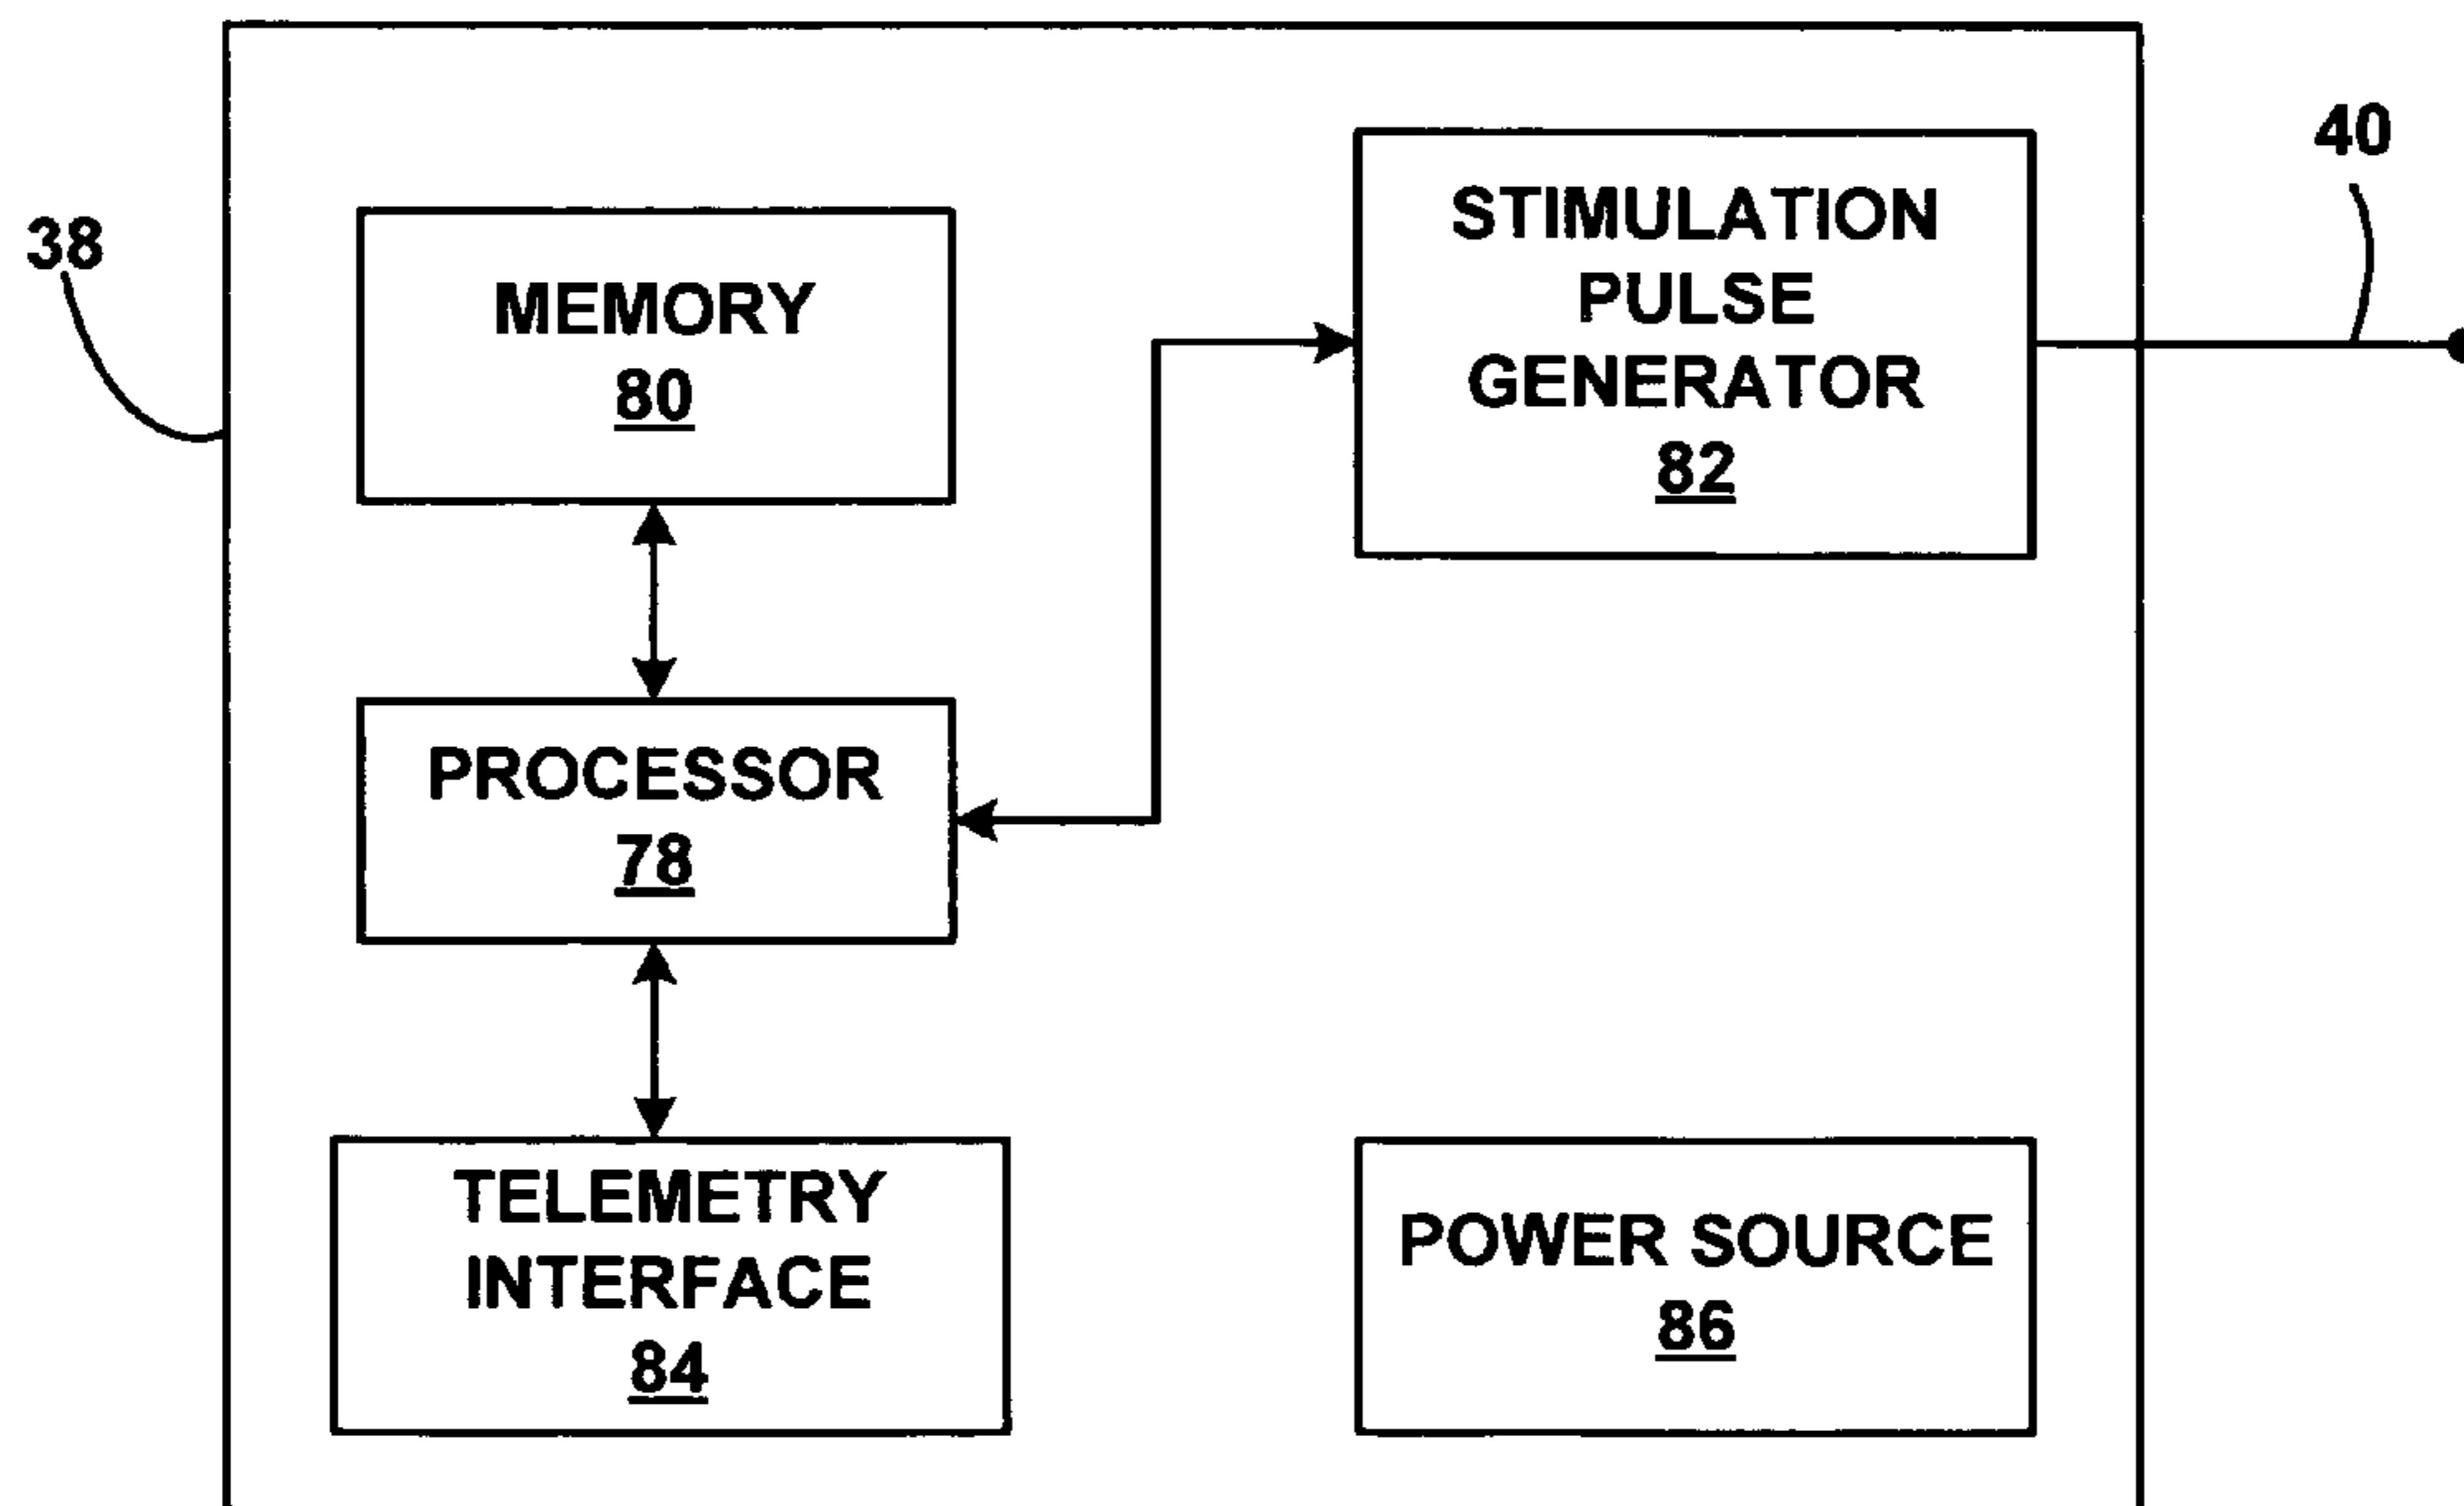 40
STIMULATION
PULSE
GENERATOR
82
38
MEMORY
80
PROCESSOR
78
TELEMETRY
INTERFACE
84
POWER SOURCE
86